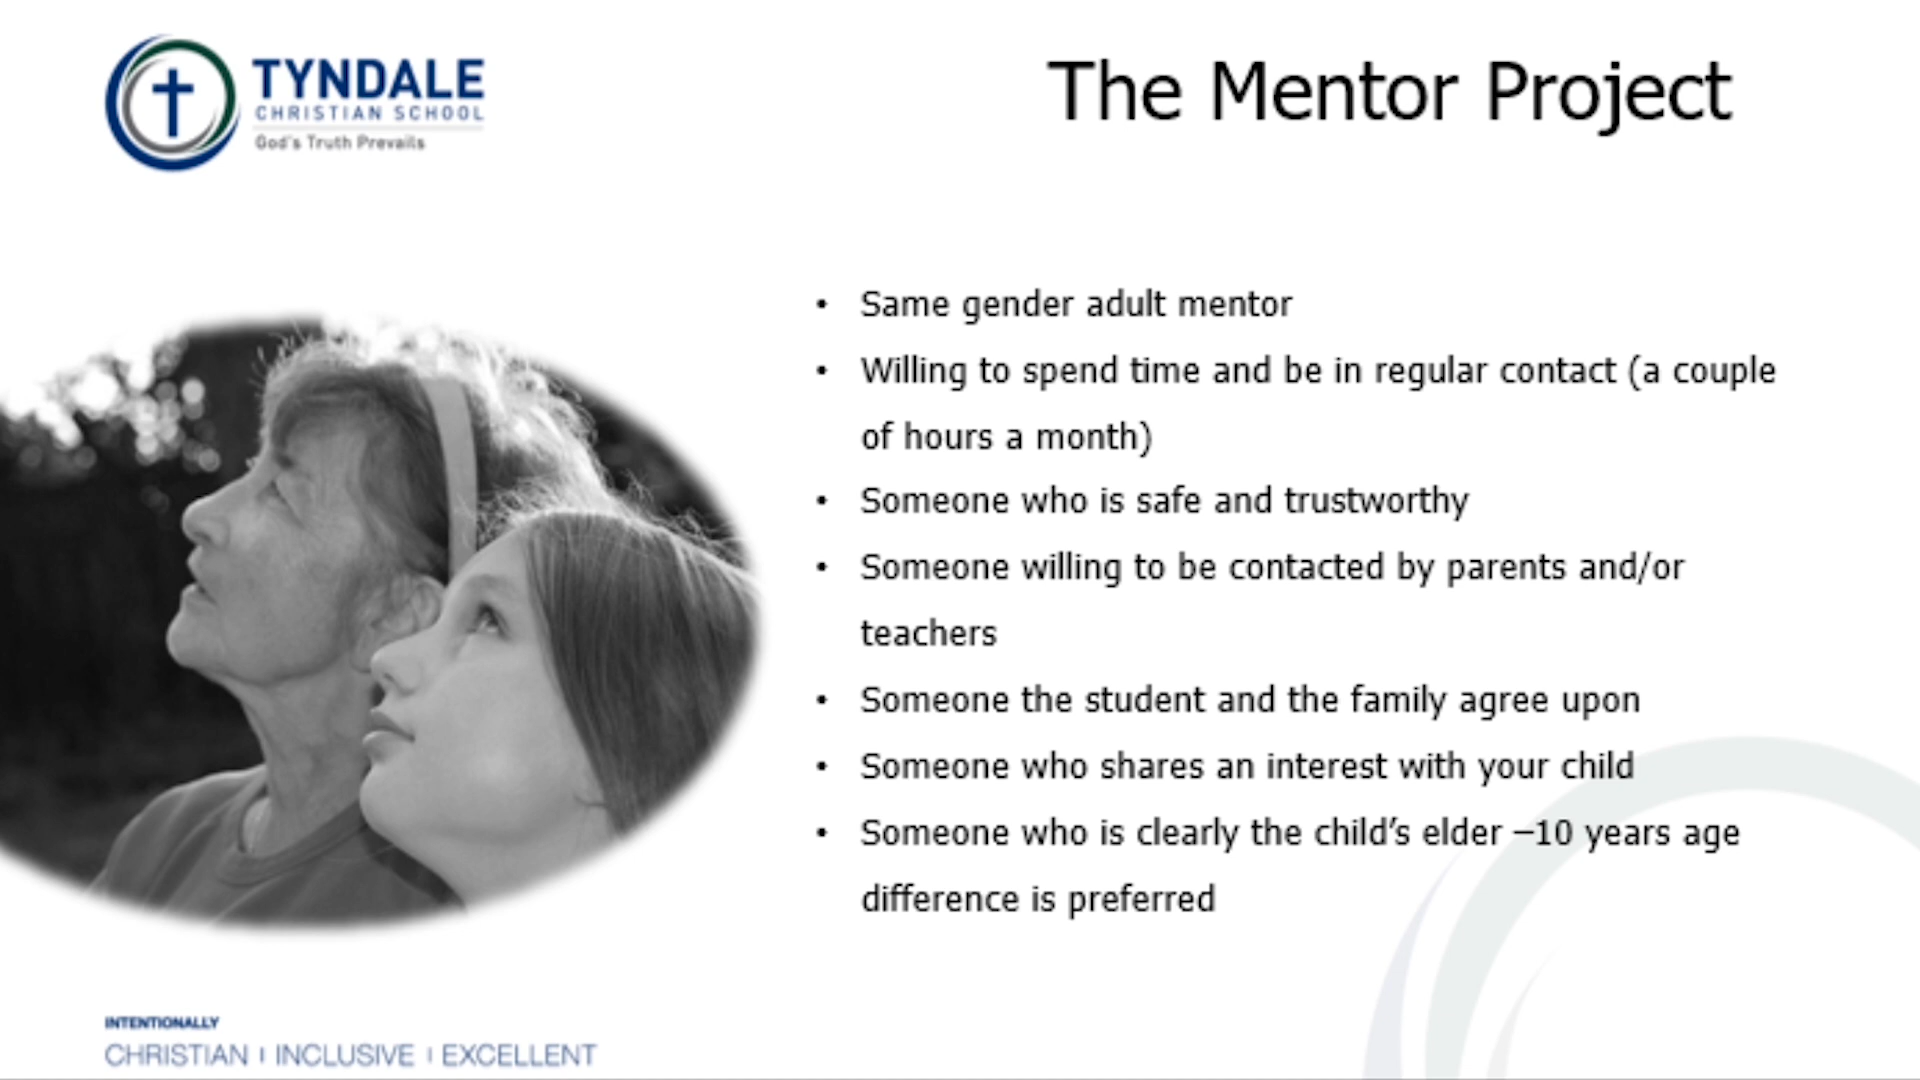 TYNDALE
CHRISTIAN SCHOOL
God's Truth Prevails
The Mentor Project
• Same gender adult mentor
• Willing to spend time and be in regular contact (a couple
of hours a month)
• Someone who is safe and trustworthy
• Someone willing to be contacted by parents and/or
teachers
• Someone the student and the family agree upon
• Someone who shares an interest with your child
• Someone who is clearly the child’s elder –10 years age
difference is preferred
INTENTIONALLY
CHRISTIAN | INCLUSIVE | EXCELLENT